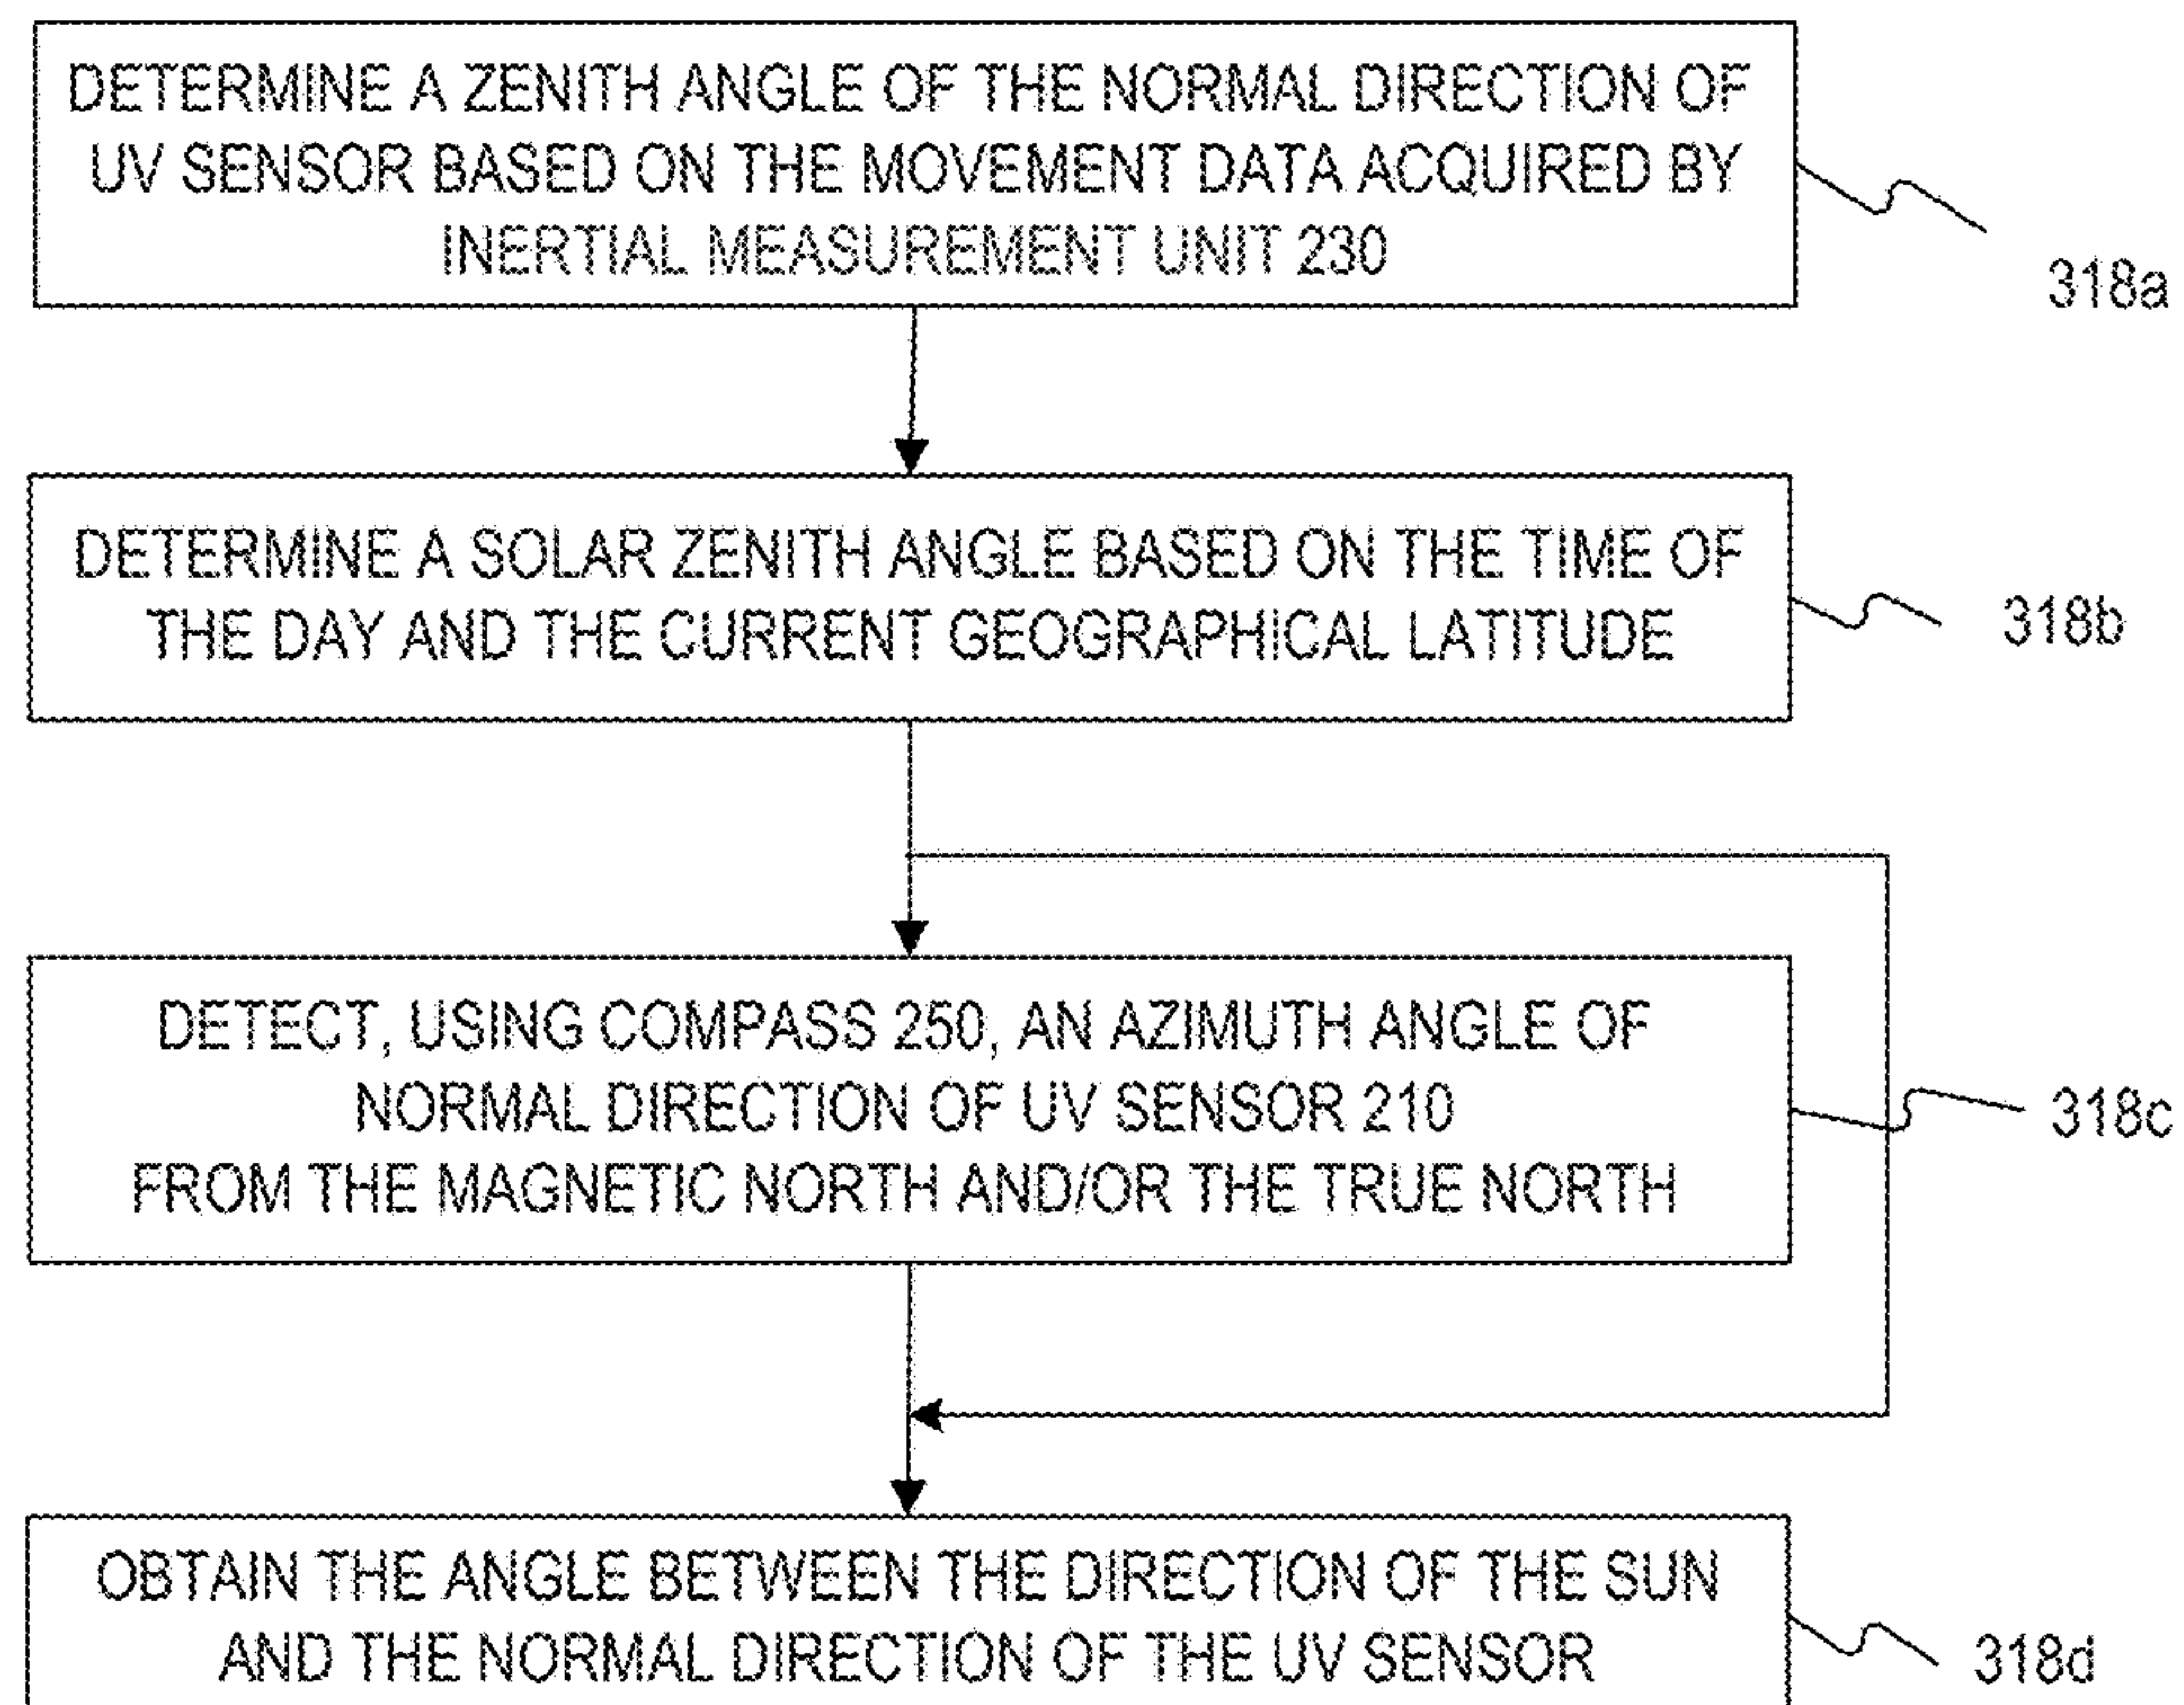 DETERMINE A ZENITH ANGLE OF THE NORMAL DIRECTION OF
UV SENSOR BASED ON THE MOVEMENT DATA ACQUIRED BY
INERTIAL MEASUREMENT UNIT 230
318a
DETERMINE A SOLAR ZENITH ANGLE BASED ON THE TIME OF
THE DAY AND THE CURRENT GEOGRAPHICAL LATITUDE
318b
DETECT, USING COMPASS 250, AN AZIMUTH ANGLE OF
NORMAL DIRECTION OF UV SENSOR 210
FROM THE MAGNETIC NORTH AND/OR THE TRUE NORTH
318c
OBTAIN THE ANGLE BETWEEN THE DIRECTION OF THE SUN
AND THE NORMAL DIRECTION OF THE UV SENSOR
318d